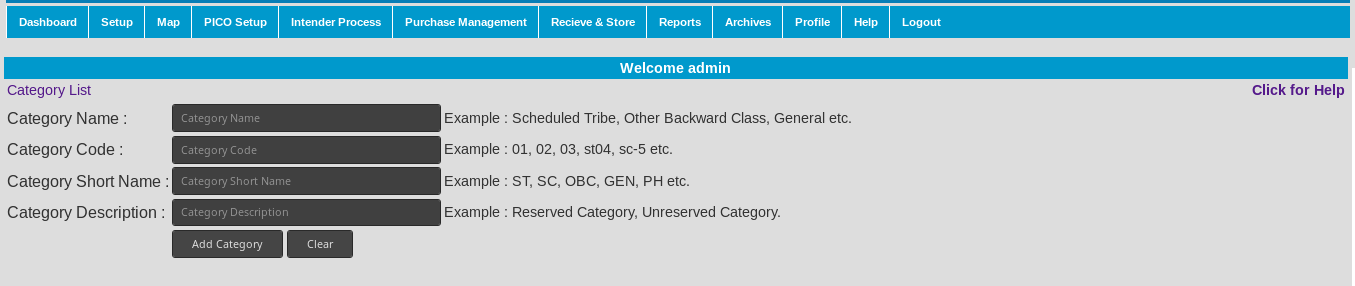 Dashboard Setup Map PICO Setup Intender Process Purchase Management Recieve & Store Reports Archives Profile Help Logout
Welcome admin
Category List Click for Help
Category Name : Category Name Example : Scheduled Tribe, Other Backward Class, General etc.
Category Code : Category Code Example : 01, 02, 03, st04, sc-5 etc.
Category Short Name : Category Short Name Example : ST, SC, OBC, GEN, PH etc.
Category Description : Category Description Example : Reserved Category, Unreserved Category.
Add Category Clear